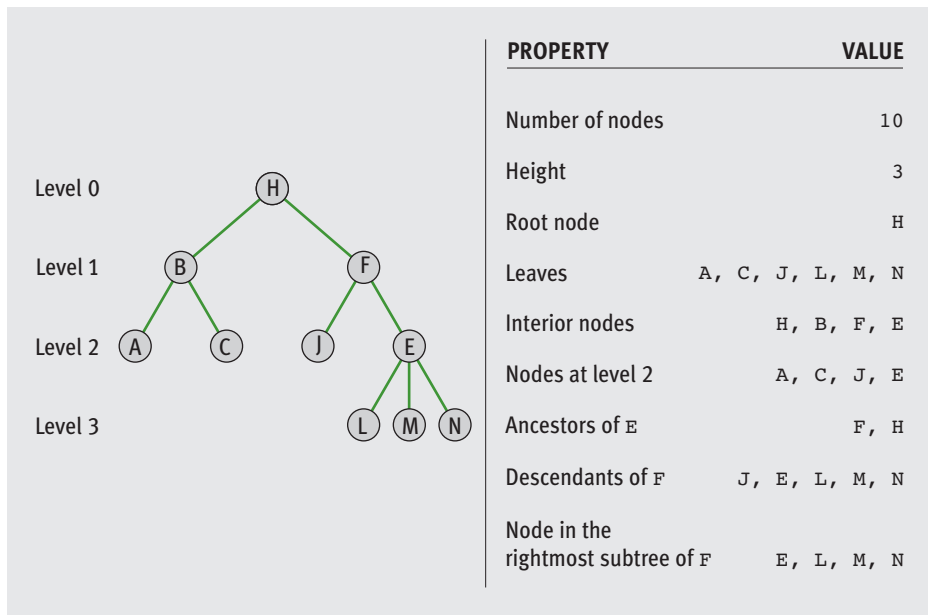 PROPERTY VALUE
Number of nodes 10
Level 0 H
Height 3
Root node H
Level 1 B F
Leaves A, C, J, L, M, N
Interior nodes H, B, F, E
Level 2 A C J E
Nodes at level 2 A, C, J, E
Level 3 L M N
Ancestors of E F, H
Descendants of F J, E, L, M, N
Node in the
rightmost subtree of F E, L, M, N